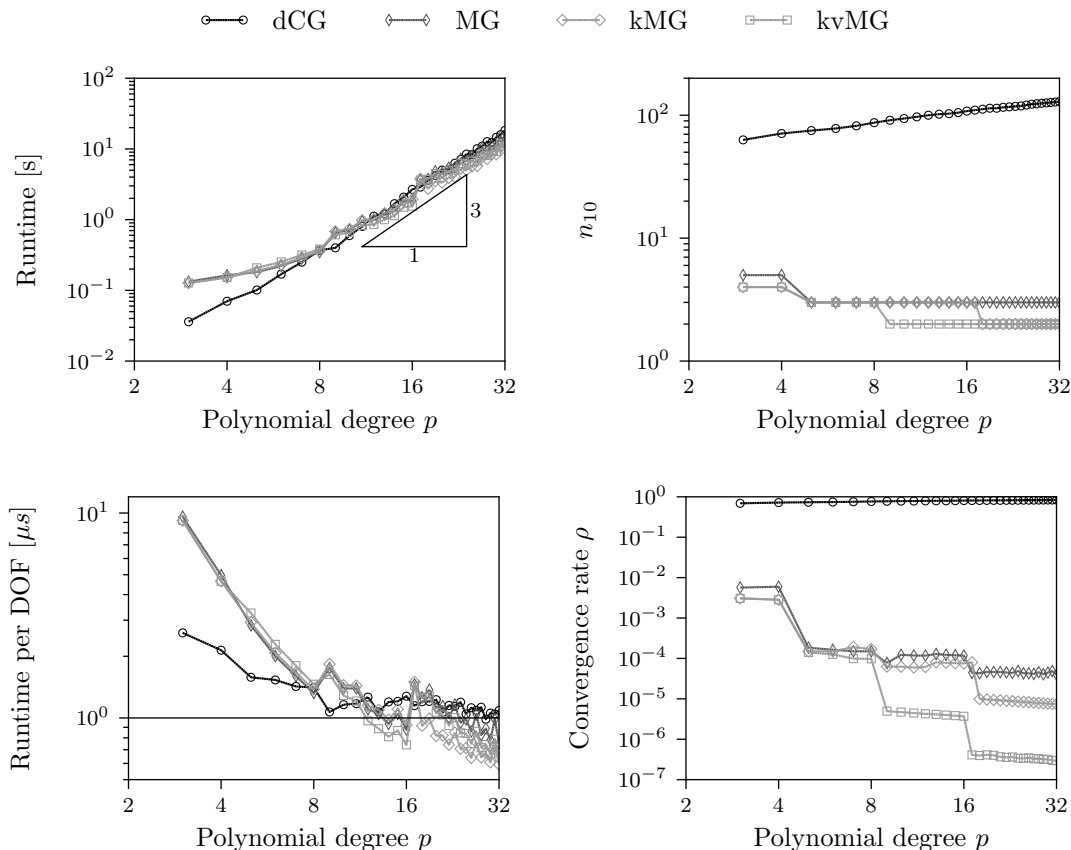 dCG MG kMG kvMG
10^2
10^1
10^0
10^−1
10^−2
Runtime [s]
3
1
2 4 8 16 32
Polynomial degree p
10^2
10^1
10^0
n_10
2 4 8 16 32
Polynomial degree p
10^1
10^0
Runtime per DOF [μs]
2 4 8 16 32
Polynomial degree p
10^0
10^−1
10^−2
10^−3
10^−4
10^−5
10^−6
10^−7
Convergence rate ρ
2 4 8 16 32
Polynomial degree p